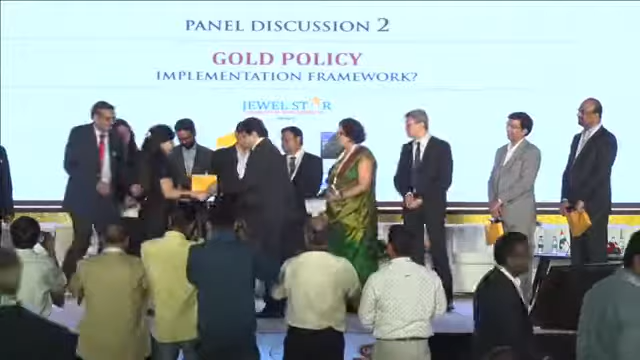 PANEL DISCUSSION 2
GOLD POLICY
IMPLEMENTATION FRAMEWORK?
JEWEL STAR